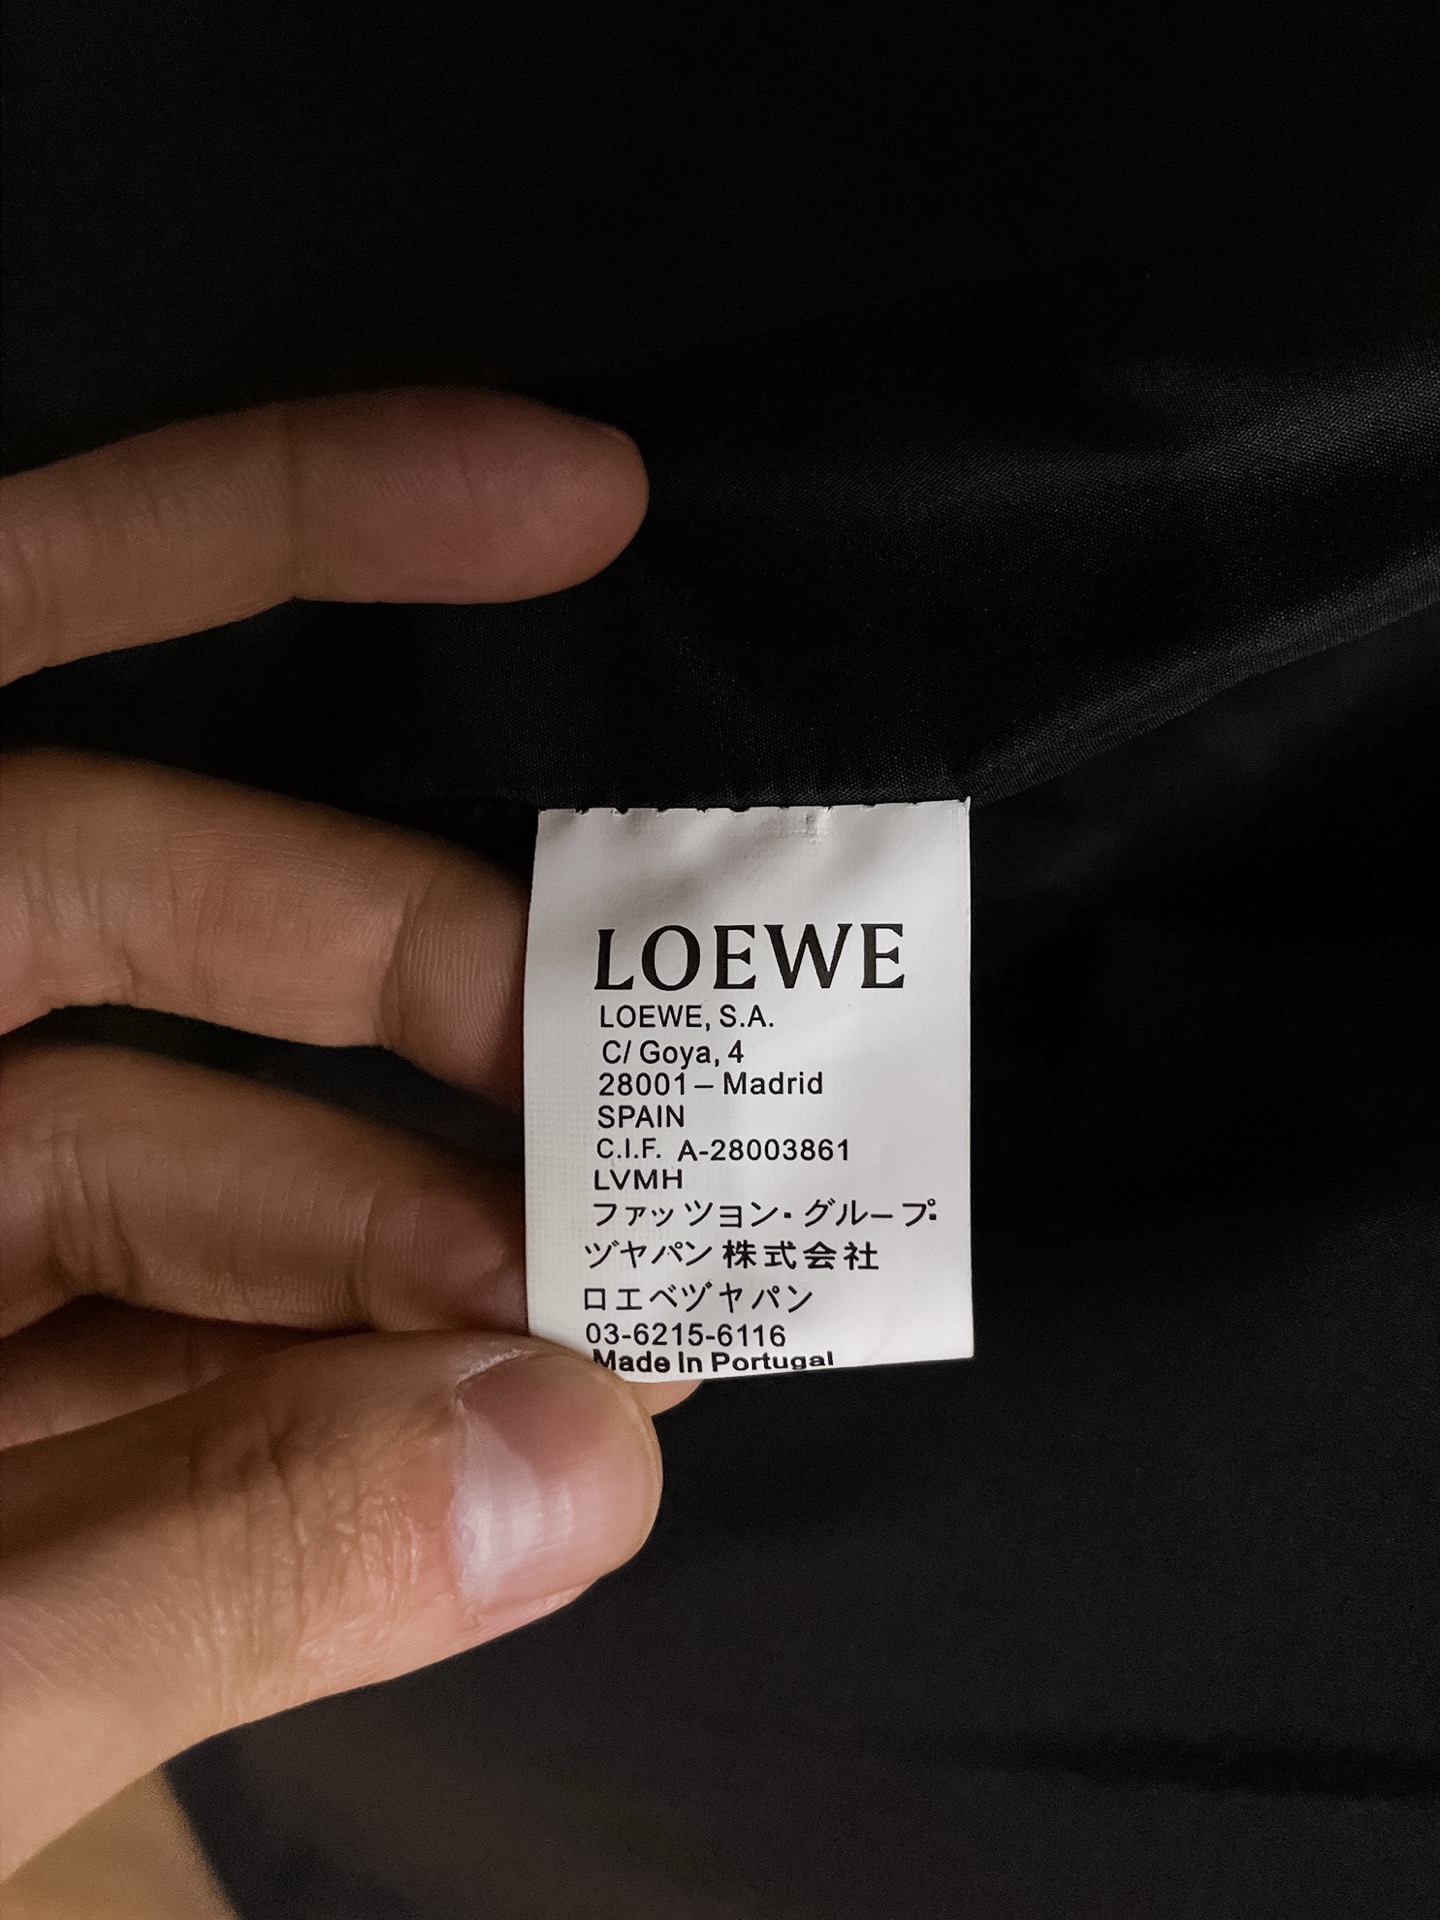 LOEWE
LOEWE, S.A.
C/ Goya, 4
28001 – Madrid
SPAIN
C.I.F. A-28003861
LVMH
ファッツヨン・グループ・
ヅヤパン 株式会社
ロエベヅヤパン
03-6215-6116
Made In Portugal